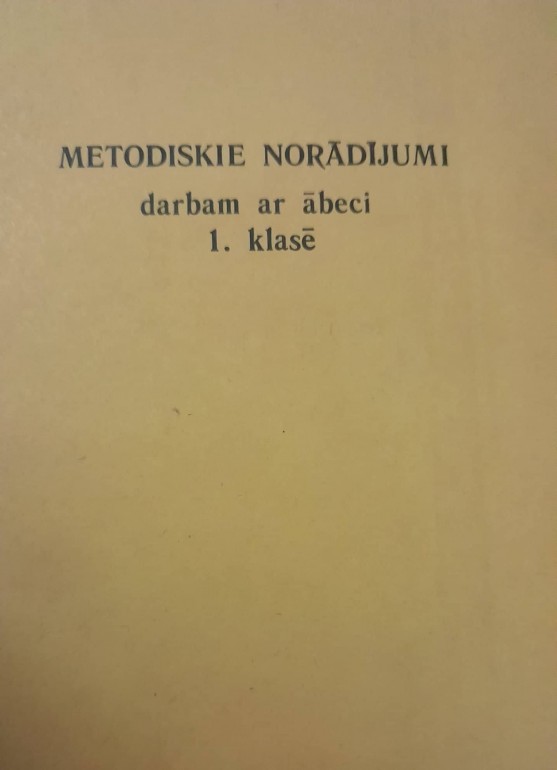 METODISKIE NORĀDĪJUMI
darbam ar ābeci
1. klasē